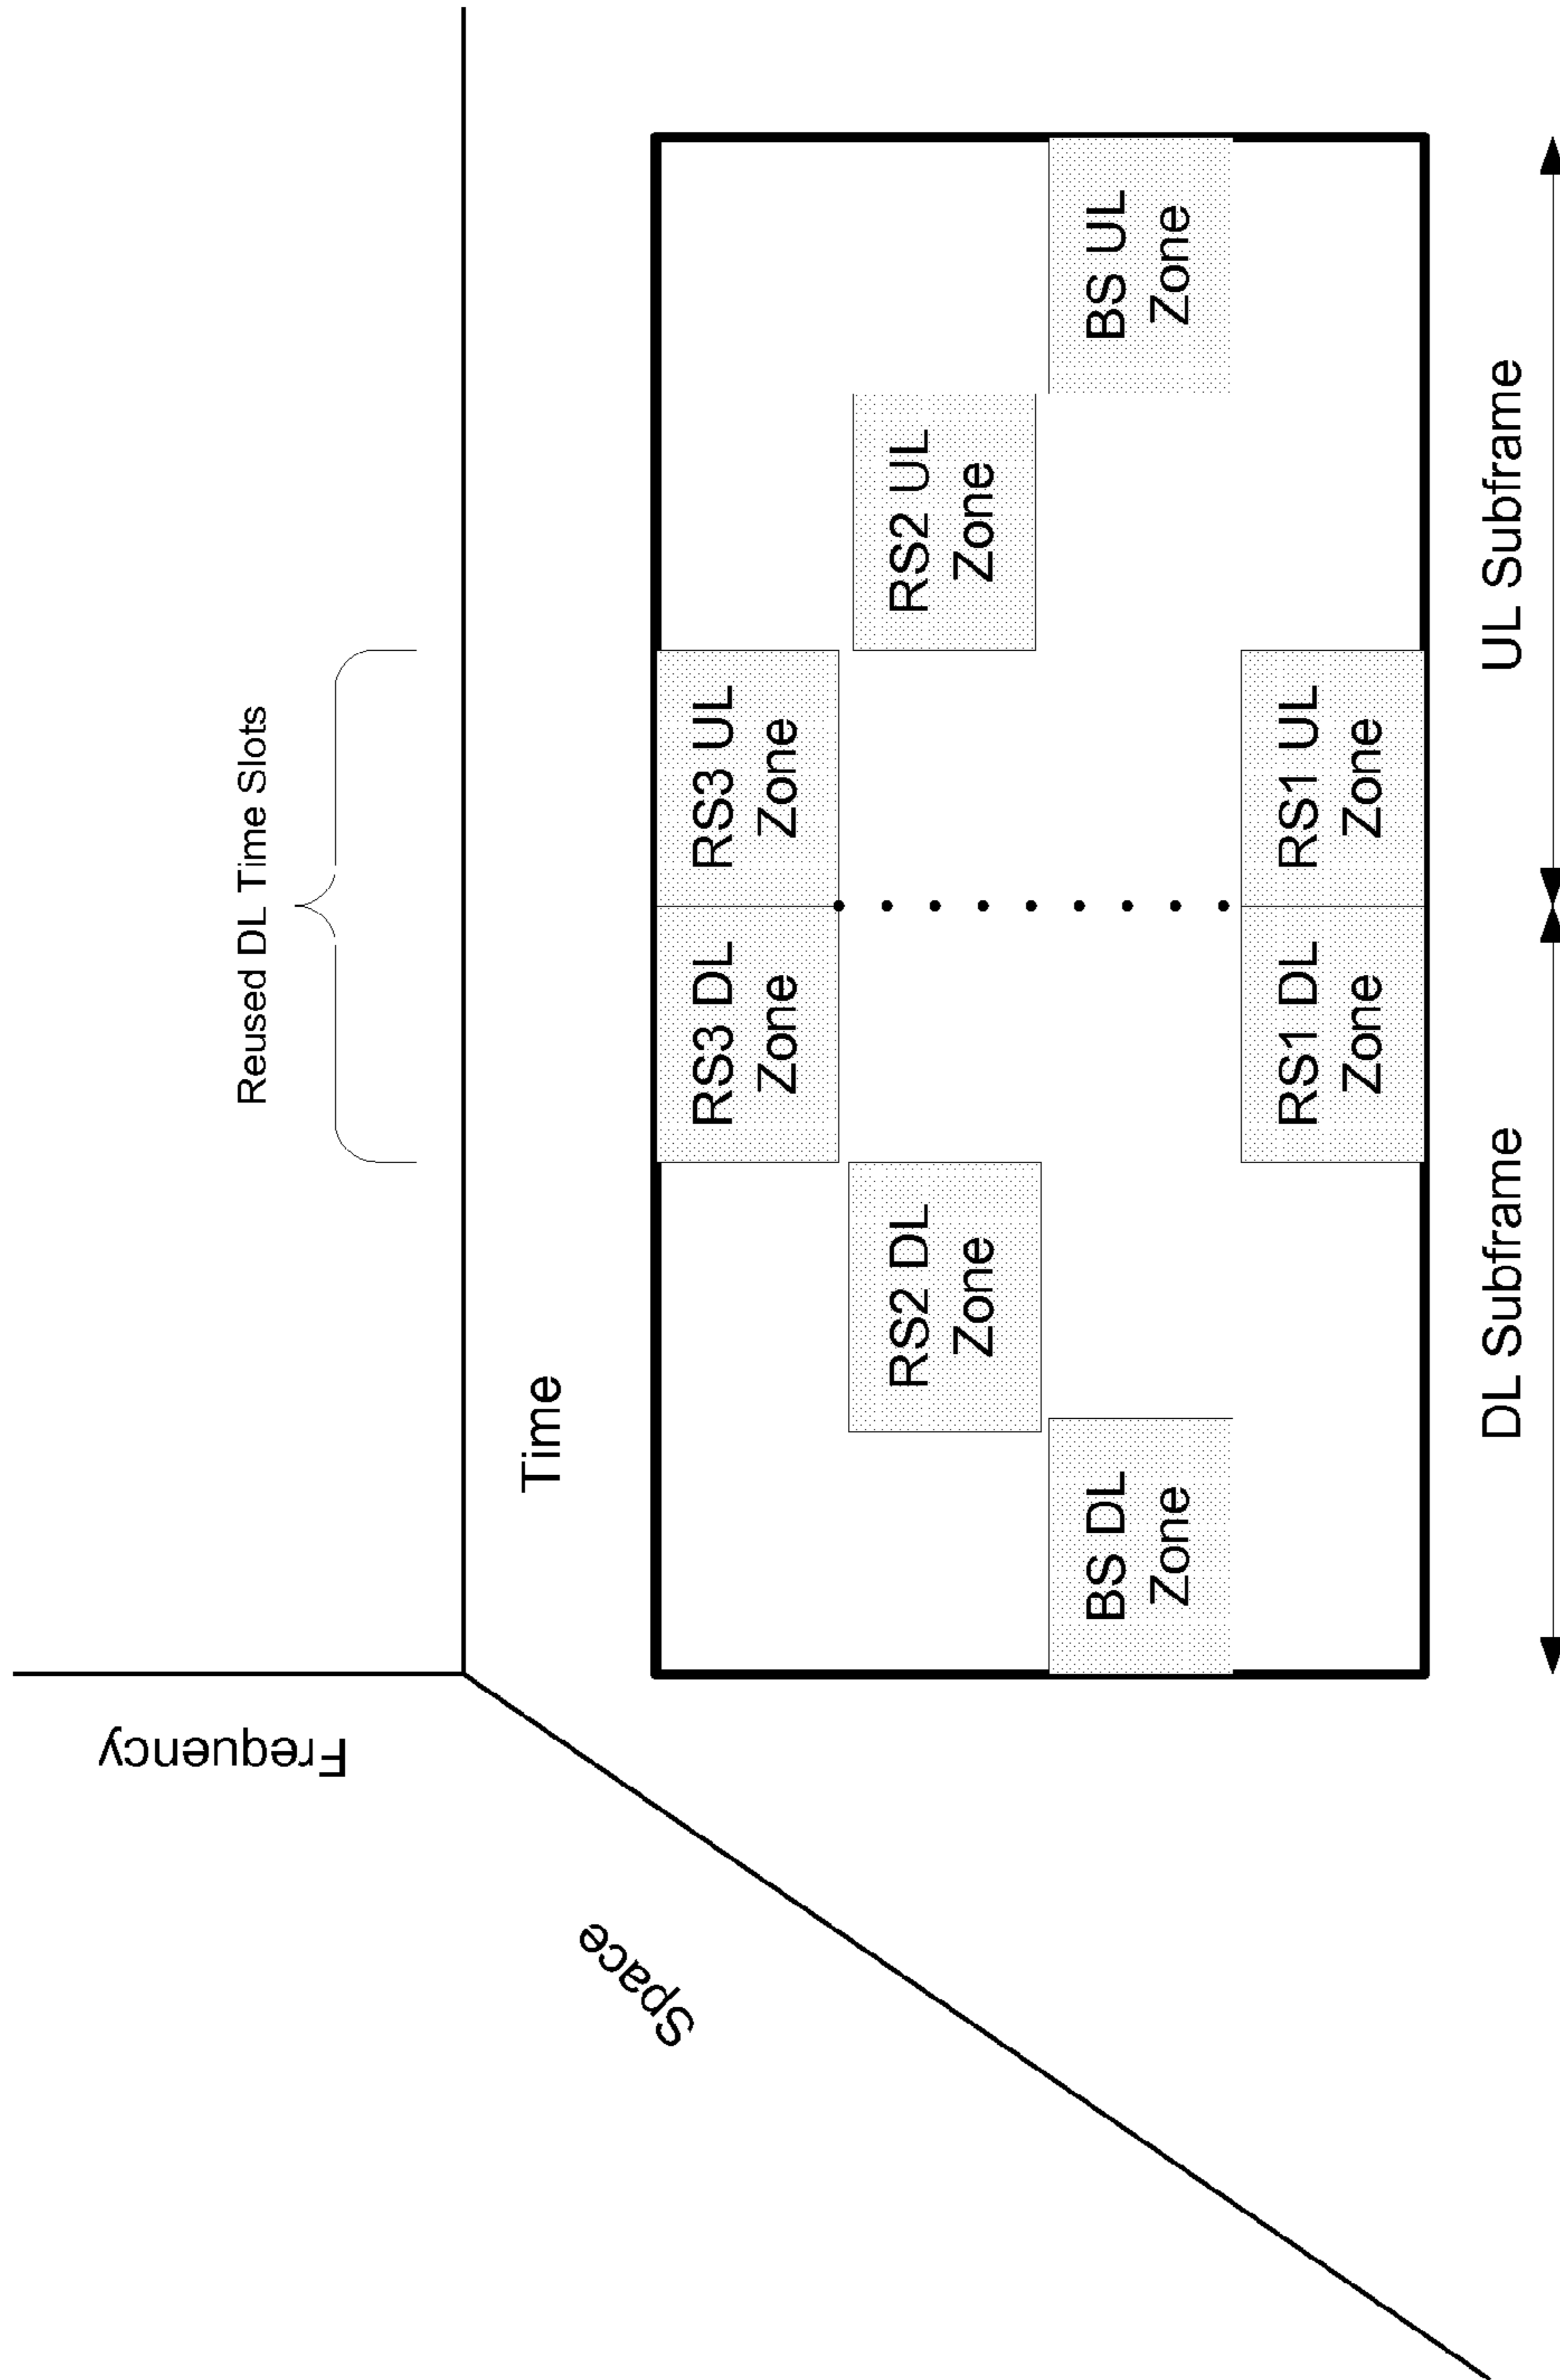 Frequency
Reused DL Time Slots
Time
Space
RS3 DL
Zone
RS3 UL
Zone
RS2 DL
Zone
RS2 UL
Zone
BS DL
Zone
BS UL
Zone
RS1 DL
Zone
RS1 UL
Zone
DL Subframe
UL Subframe